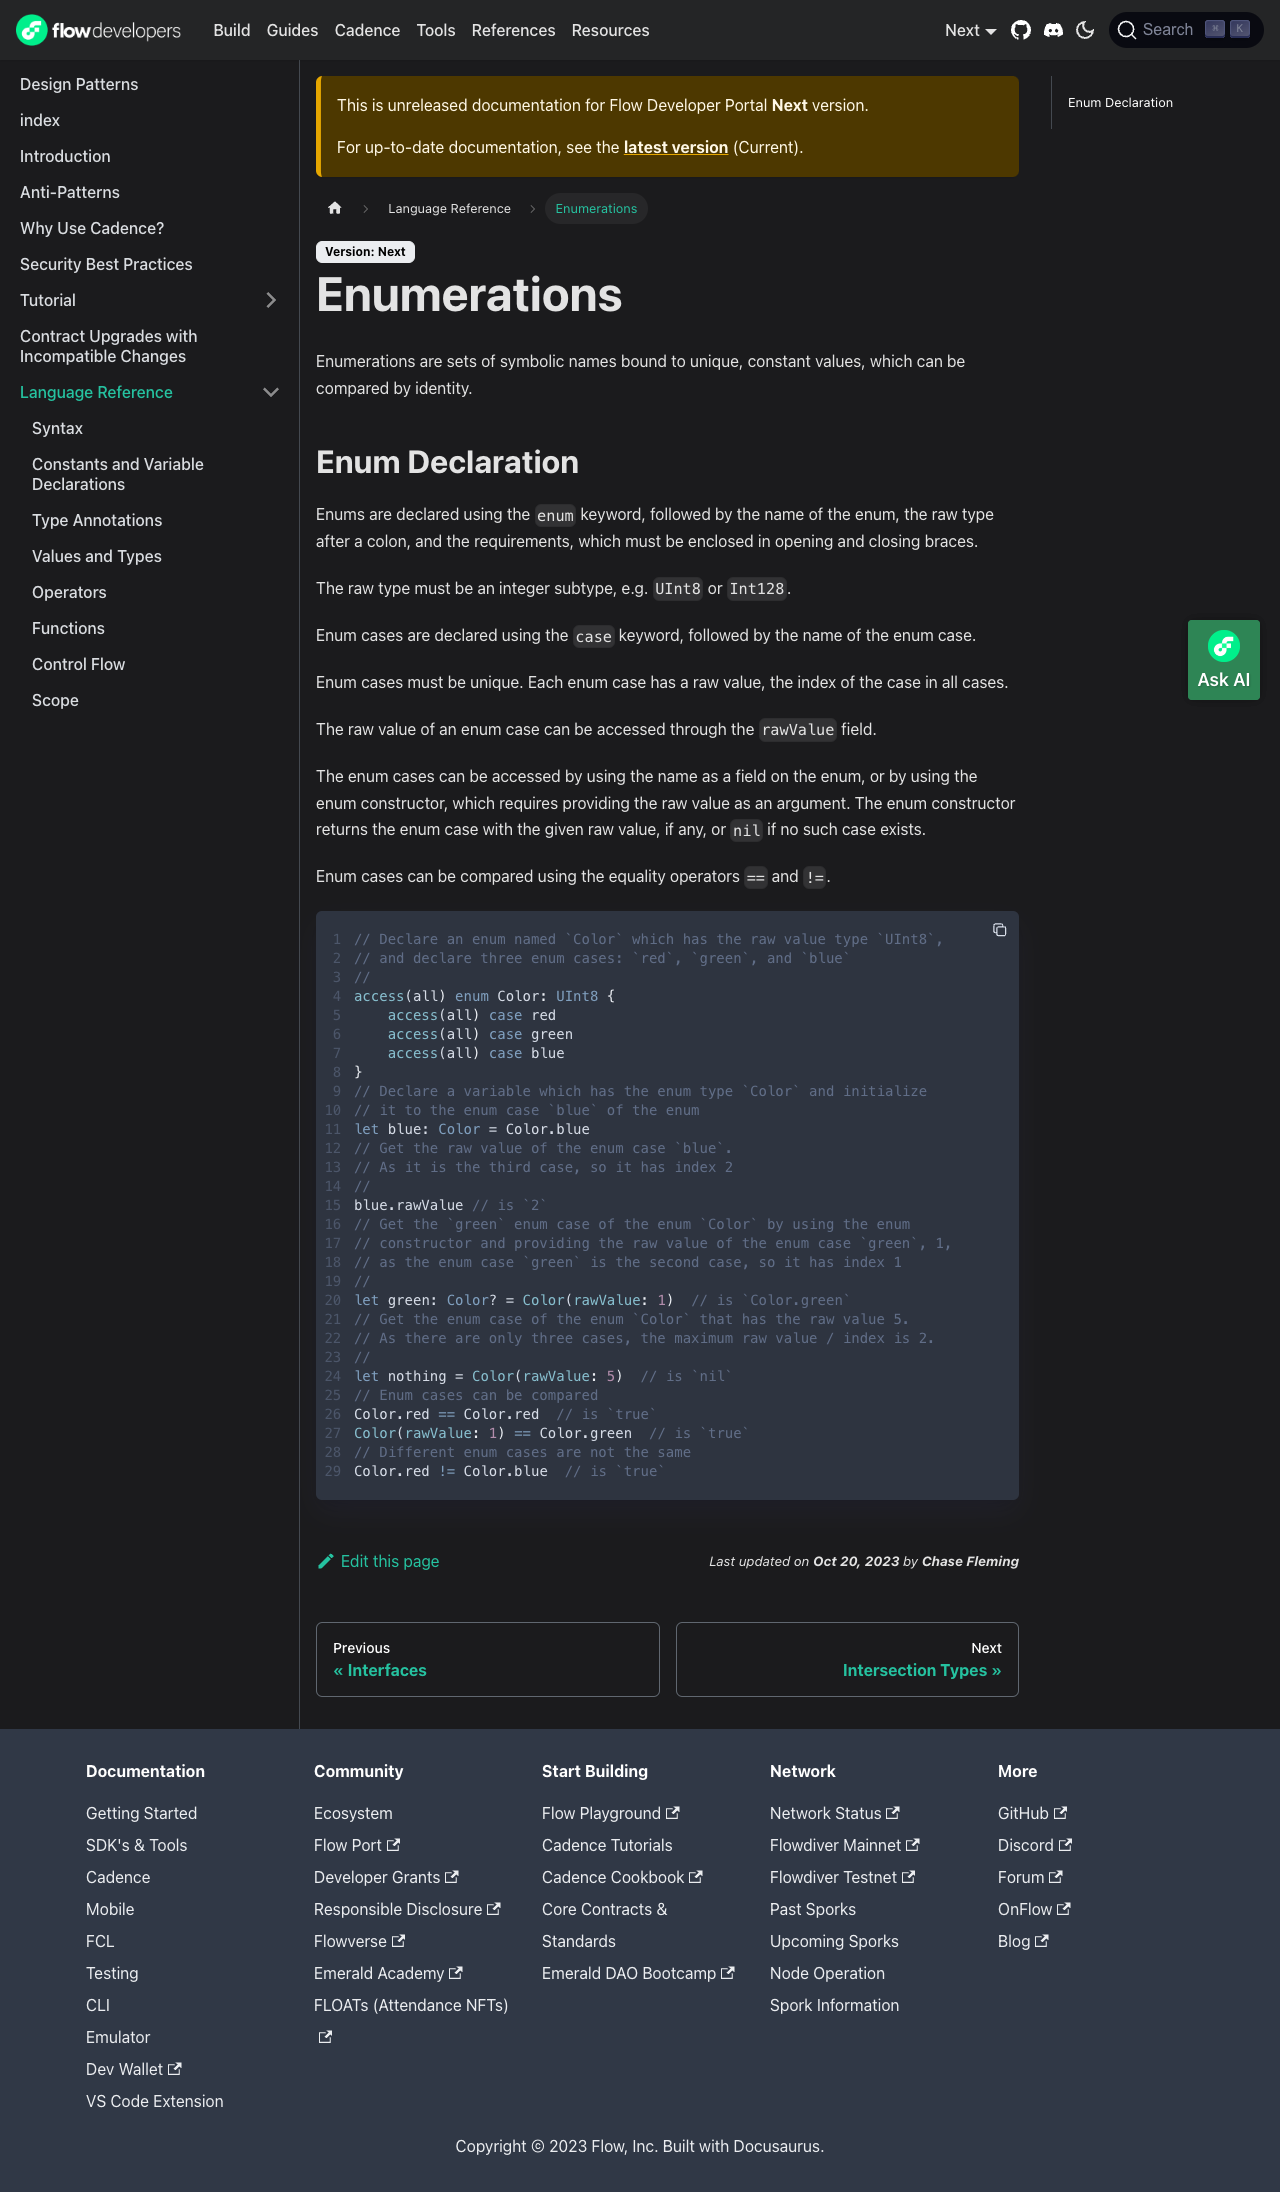 flowdevelopers
Build Guides Cadence Tools References Resources
Next
Search ⌘ K
Design Patterns
index
Introduction
Anti-Patterns
Why Use Cadence?
Security Best Practices
Tutorial
Contract Upgrades with
Incompatible Changes
Language Reference
Syntax
Constants and Variable
Declarations
Type Annotations
Values and Types
Operators
Functions
Control Flow
Scope
This is unreleased documentation for Flow Developer Portal Next version.
For up-to-date documentation, see the latest version (Current).
Language Reference
Enumerations
Version: Next
Enumerations
Enumerations are sets of symbolic names bound to unique, constant values, which can be
compared by identity.
Enum Declaration
Enums are declared using the enum keyword, followed by the name of the enum, the raw type
after a colon, and the requirements, which must be enclosed in opening and closing braces.
The raw type must be an integer subtype, e.g. UInt8 or Int128.
Enum cases are declared using the case keyword, followed by the name of the enum case.
Enum cases must be unique. Each enum case has a raw value, the index of the case in all cases.
The raw value of an enum case can be accessed through the rawValue field.
The enum cases can be accessed by using the name as a field on the enum, or by using the
enum constructor, which requires providing the raw value as an argument. The enum constructor
returns the enum case with the given raw value, if any, or nil if no such case exists.
Enum cases can be compared using the equality operators == and !=.
1 // Declare an enum named `Color` which has the raw value type `UInt8`,
2 // and declare three enum cases: `red`, `green`, and `blue`
3 //
4 access(all) enum Color: UInt8 {
5     access(all) case red
6     access(all) case green
7     access(all) case blue
8 }
9 // Declare a variable which has the enum type `Color` and initialize
10 // it to the enum case `blue` of the enum
11 let blue: Color = Color.blue
12 // Get the raw value of the enum case `blue`.
13 // As it is the third case, so it has index 2
14 //
15 blue.rawValue // is `2`
16 // Get the `green` enum case of the enum `Color` by using the enum
17 // constructor and providing the raw value of the enum case `green`, 1,
18 // as the enum case `green` is the second case, so it has index 1
19 //
20 let green: Color? = Color(rawValue: 1)  // is `Color.green`
21 // Get the enum case of the enum `Color` that has the raw value 5.
22 // As there are only three cases, the maximum raw value / index is 2.
23 //
24 let nothing = Color(rawValue: 5)  // is `nil`
25 // Enum cases can be compared
26 Color.red == Color.red  // is `true`
27 Color(rawValue: 1) == Color.green  // is `true`
28 // Different enum cases are not the same
29 Color.red != Color.blue  // is `true`
Edit this page
Last updated on Oct 20, 2023 by Chase Fleming
Previous
« Interfaces
Next
Intersection Types »
Enum Declaration
Ask AI
Documentation
Getting Started
SDK's & Tools
Cadence
Mobile
FCL
Testing
CLI
Emulator
Dev Wallet
VS Code Extension
Community
Ecosystem
Flow Port
Developer Grants
Responsible Disclosure
Flowverse
Emerald Academy
FLOATs (Attendance NFTs)
Start Building
Flow Playground
Cadence Tutorials
Cadence Cookbook
Core Contracts &
Standards
Emerald DAO Bootcamp
Network
Network Status
Flowdiver Mainnet
Flowdiver Testnet
Past Sporks
Upcoming Sporks
Node Operation
Spork Information
More
GitHub
Discord
Forum
OnFlow
Blog
Copyright © 2023 Flow, Inc. Built with Docusaurus.